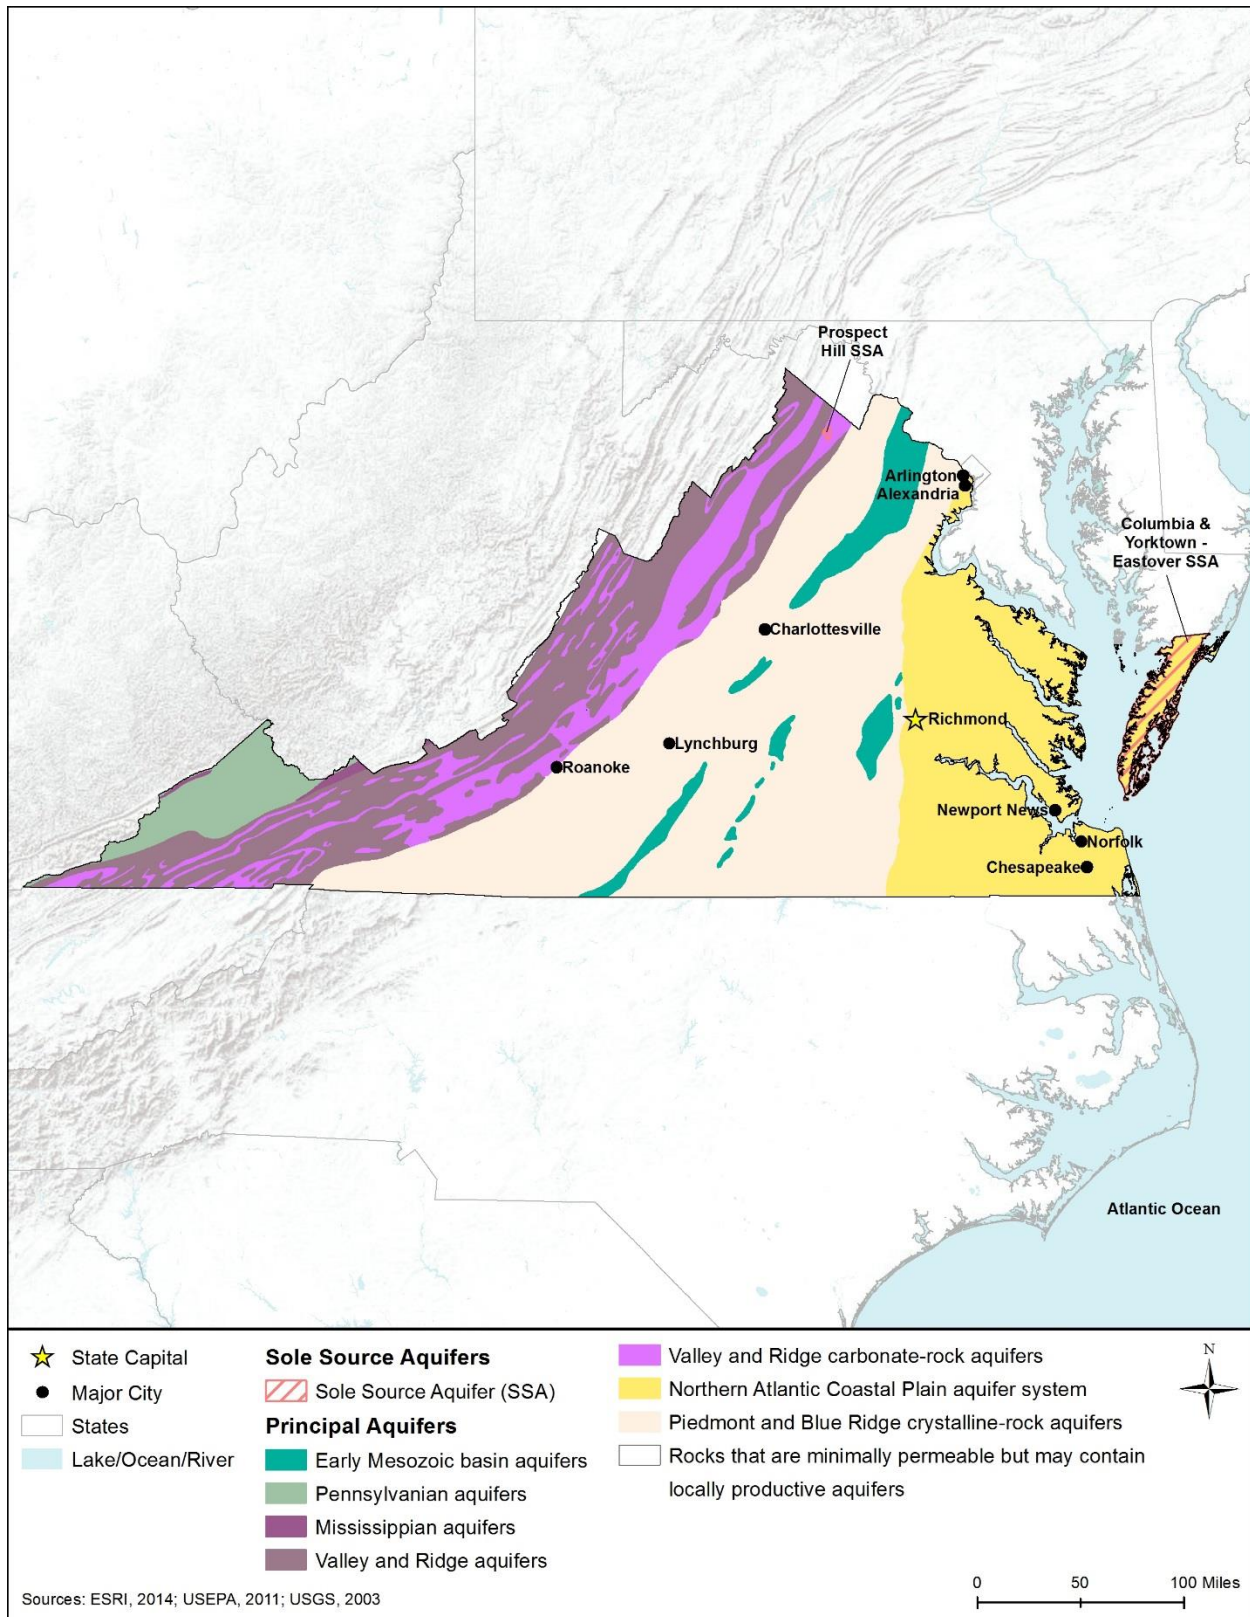 Prospect
Hill SSA
Arlington
Alexandria
Columbia &
Yorktown -
Eastover SSA
Charlottesville
Richmond
Lynchburg
Roanoke
Newport News
Norfolk
Chesapeake
Atlantic Ocean
State Capital
Major City
States
Lake/Ocean/River
Sole Source Aquifers
Sole Source Aquifer (SSA)
Principal Aquifers
Early Mesozoic basin aquifers
Pennsylvanian aquifers
Mississippian aquifers
Valley and Ridge aquifers
Valley and Ridge carbonate-rock aquifers
Northern Atlantic Coastal Plain aquifer system
Piedmont and Blue Ridge crystalline-rock aquifers
Rocks that are minimally permeable but may contain
locally productive aquifers
N
Sources: ESRI, 2014; USEPA, 2011; USGS, 2003
0 50 100 Miles